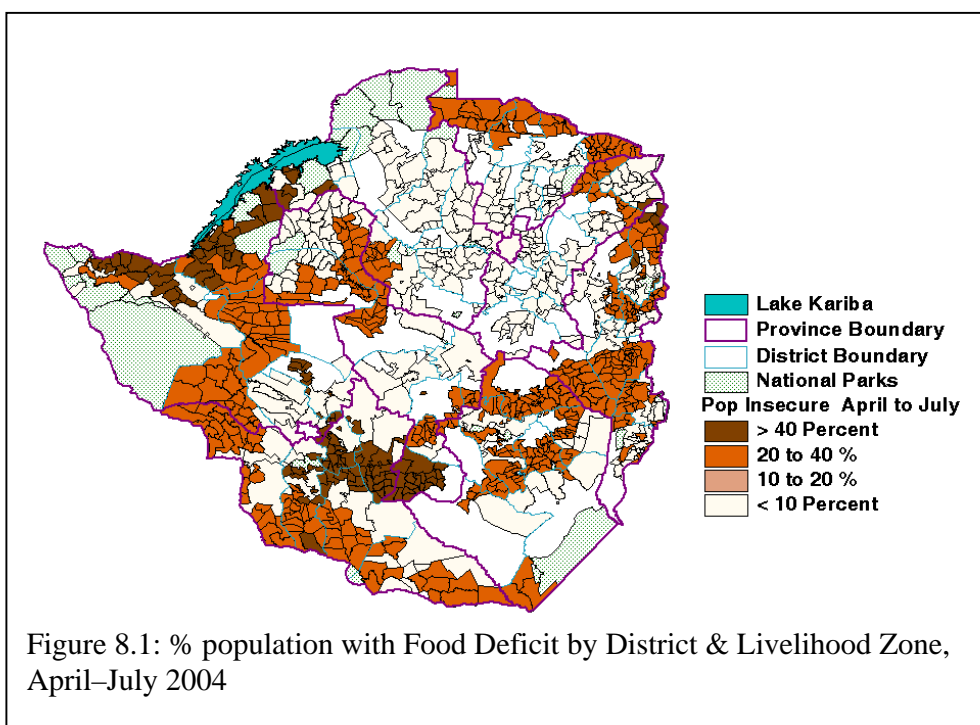 Lake Kariba
Province Boundary
District Boundary
National Parks
Pop Insecure April to July
> 40 Percent
20 to 40 %
10 to 20 %
< 10 Percent
Figure 8.1: % population with Food Deficit by District & Livelihood Zone,
April–July 2004